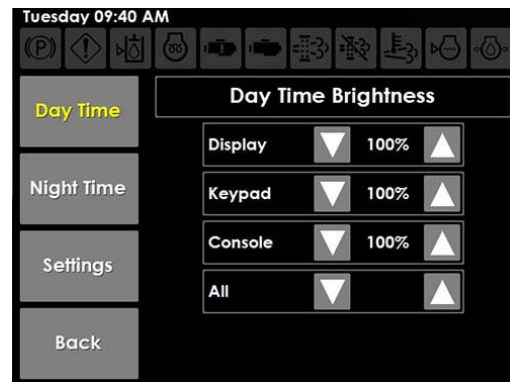 Tuesday 09:40 AM
(P)
Day Time
Day Time Brightness
Display 100%
Night Time
Keypad 100%
Console 100%
Settings
All
Back